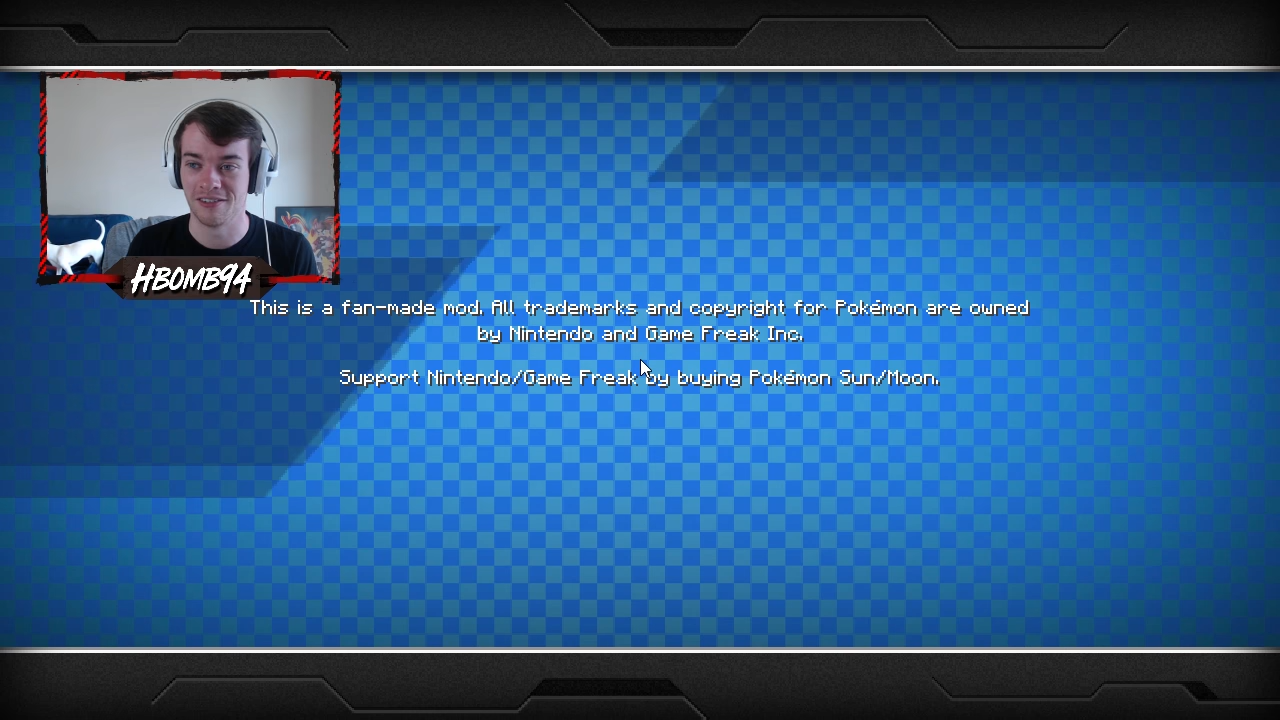 HBOMB94
This is a fan-made mod. All trademarks and copyright for Pokémon are owned
by Nintendo and Game Freak Inc.
Support Nintendo/Game Freak by buying Pokémon Sun/Moon.